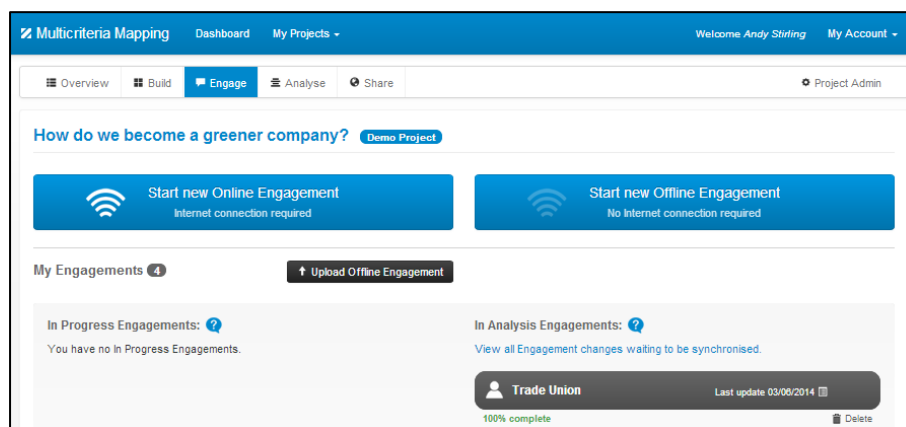 Multicriteria Mapping Dashboard My Projects Welcome Andy Stirling My Account
Overview Build Engage Analyse Share Project Admin
How do we become a greener company? Demo Project
Start new Online Engagement
Internet connection required
Start new Offline Engagement
No Internet connection required
My Engagements 4 Upload Offline Engagement
In Progress Engagements: ?
You have no In Progress Engagements.
In Analysis Engagements: ?
View all Engagement changes waiting to be synchronised.
Trade Union Last update 03/06/2014
100% complete Delete